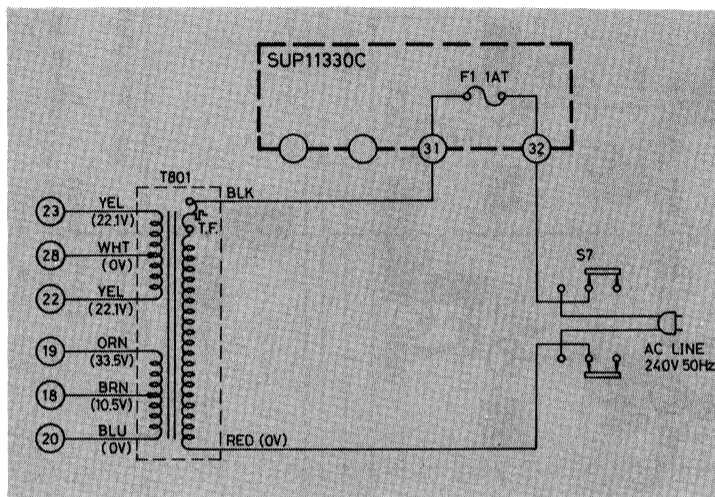 SUP11330C
F1 1AT
31
32
T801
BLK
T.F.
23
YEL
(22.1V)
28
WHT
(0V)
22
YEL
(22.1V)
S7
19
ORN
(33.5V)
18
BRN
(10.5V)
20
BLU
(0V)
AC LINE
240V 50Hz
RED (0V)